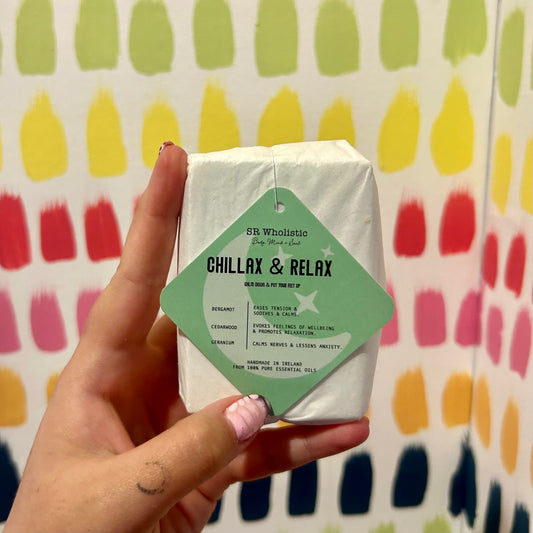 SR Wholistic
Body, Mind & Soul
CHILLAX & RELAX
CALM DOWN & PUT YOUR FEET UP
BERGAMOT EASES TENSION &
SOOTHES & CALMS.
CEDARWOOD EVOKES FEELINGS OF WELLBEING
& PROMOTES RELAXATION.
GERANIUM CALMS NERVES & LESSENS ANXIETY.
HANDMADE IN IRELAND
FROM 100% PURE ESSENTIAL OILS